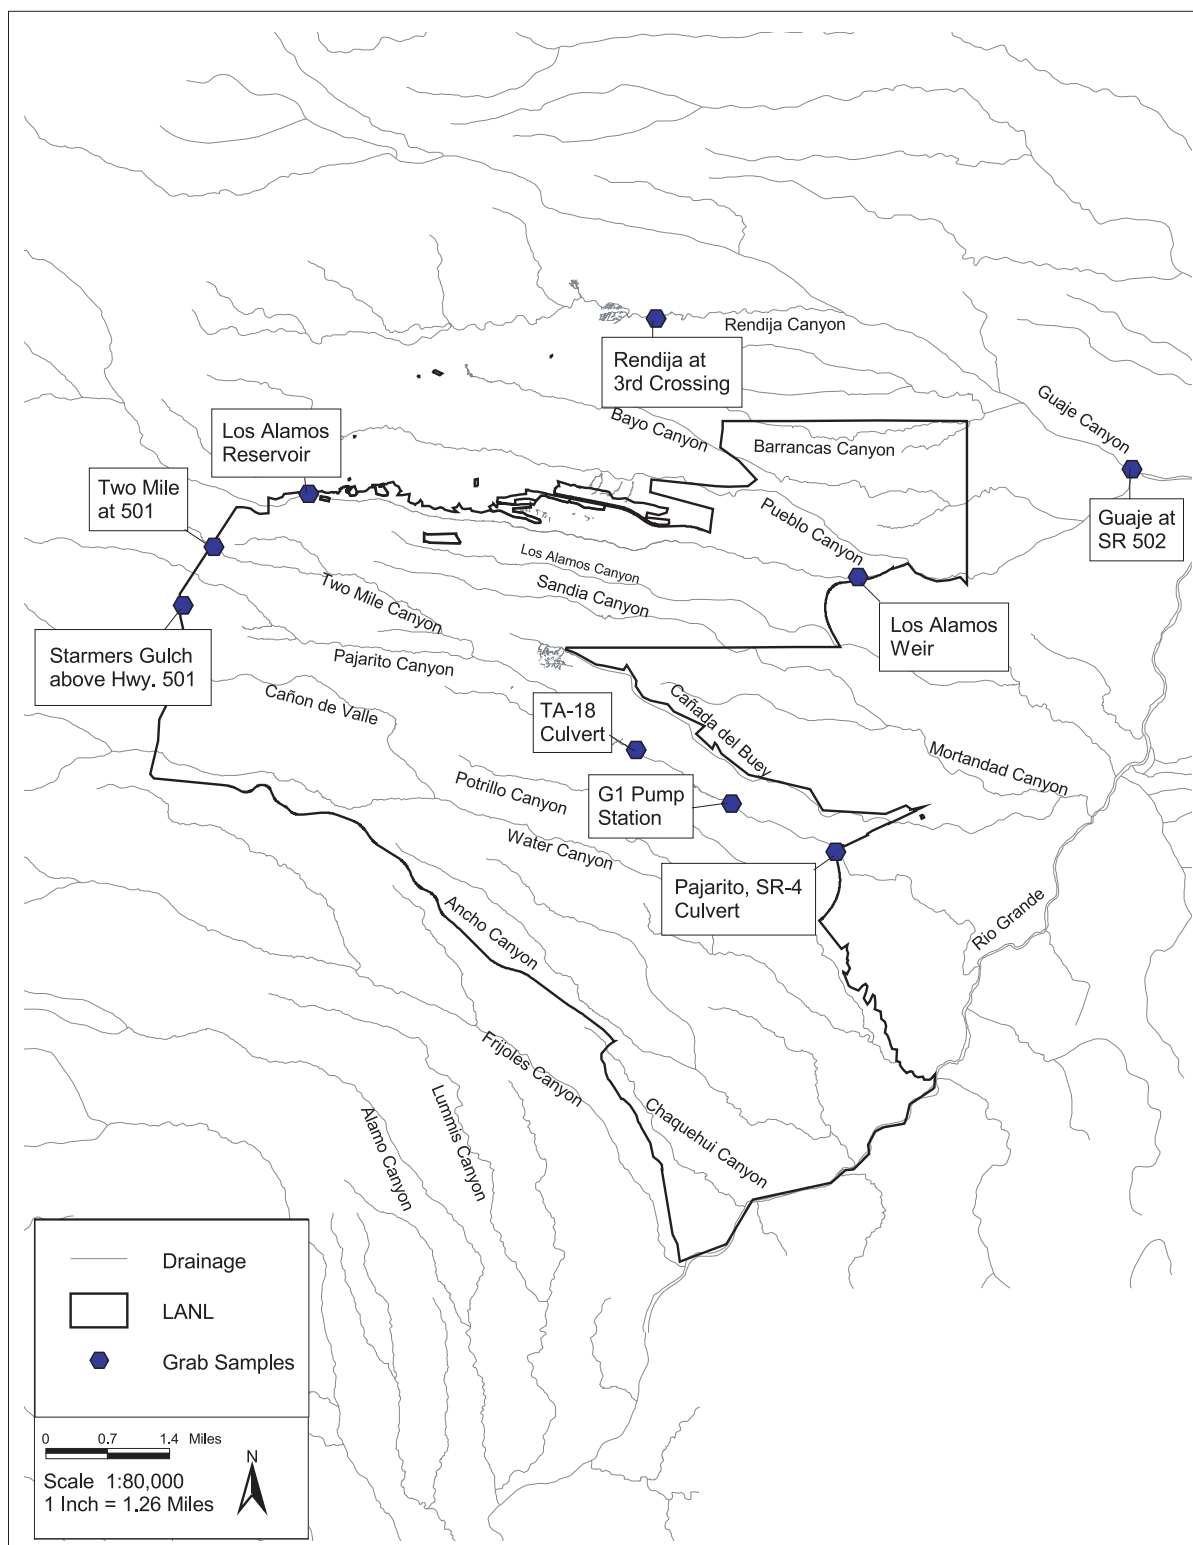 Rendija Canyon
Rendija at
3rd Crossing
Guaje Canyon
Bayo Canyon
Barrancas Canyon
Los Alamos
Reservoir
Two Mile
at 501
Guaje at
SR 502
Pueblo Canyon
Los Alamos Canyon
Sandia Canyon
Two Mile Canyon
Los Alamos
Weir
Starmers Gulch
above Hwy. 501
Pajarito Canyon
Cañon de Valle
TA-18
Culvert
Cañada del Buey
Mortandad Canyon
Potrillo Canyon
G1 Pump
Station
Water Canyon
Pajarito, SR-4
Culvert
Ancho Canyon
Rio Grande
Frijoles Canyon
Chaquehui Canyon
Lummis Canyon
Alamo Canyon
Drainage
LANL
Grab Samples
0 0.7 1.4 Miles
N
Scale 1:80,000
1 Inch = 1.26 Miles